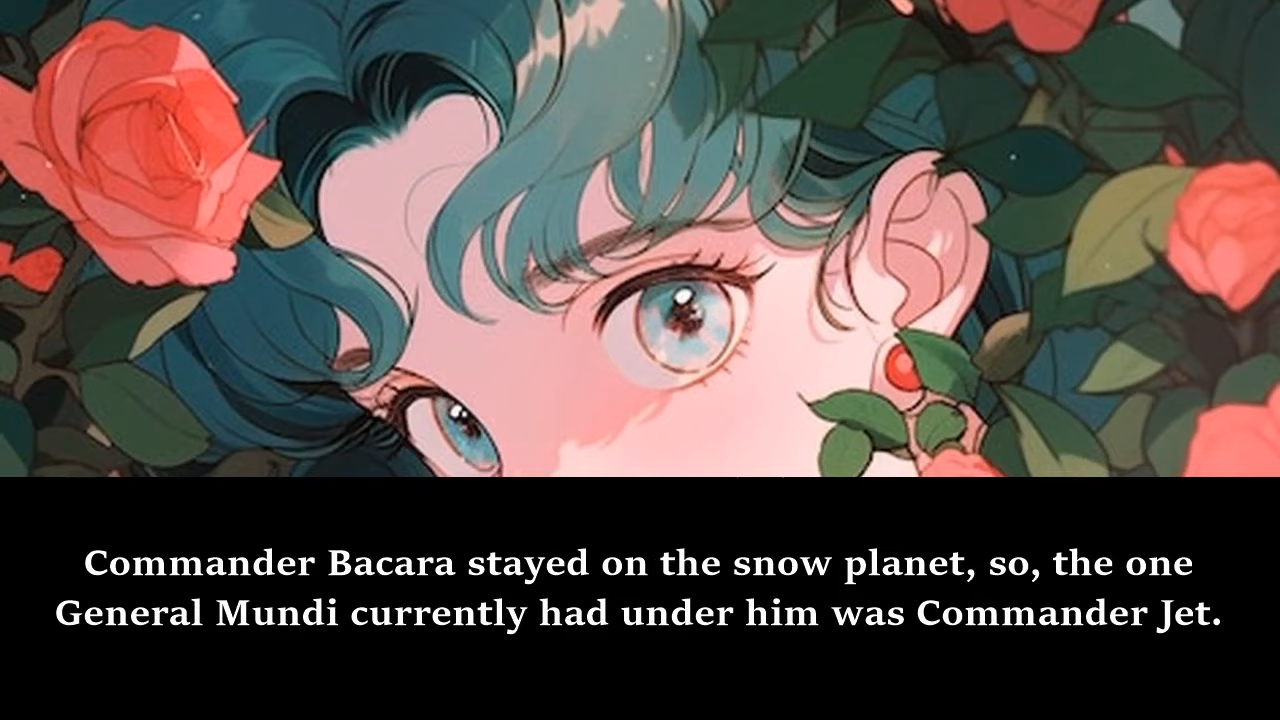 Commander Bacara stayed on the snow planet, so, the one
General Mundi currently had under him was Commander Jet.